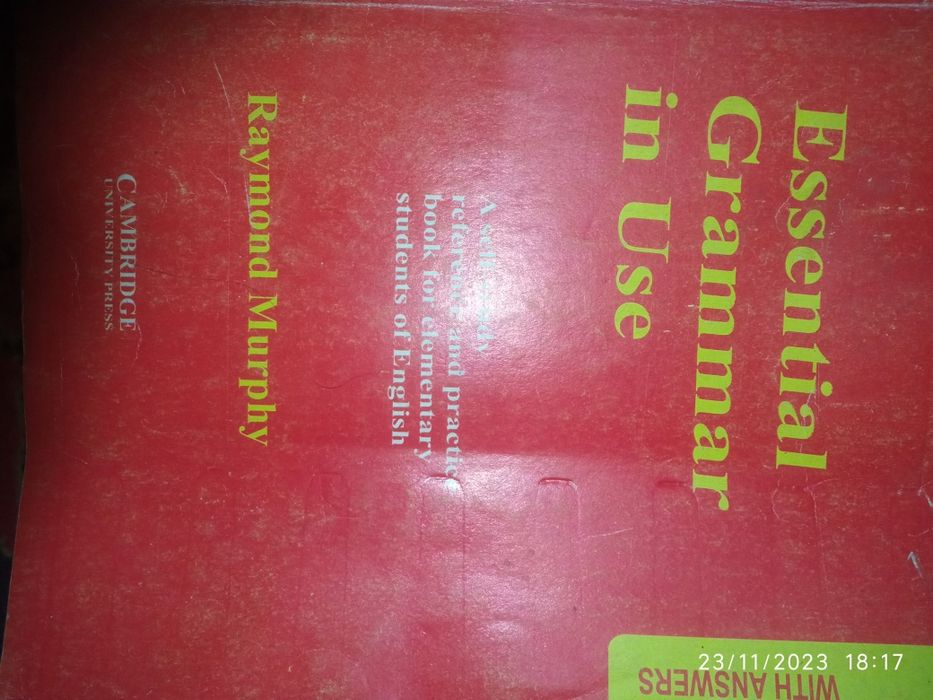 Essential
Grammar
in Use
A self-study
reference and practice
book for elementary
students of English
Raymond Murphy
CAMBRIDGE
UNIVERSITY PRESS
WITH ANSWERS
23/11/2023 18:17